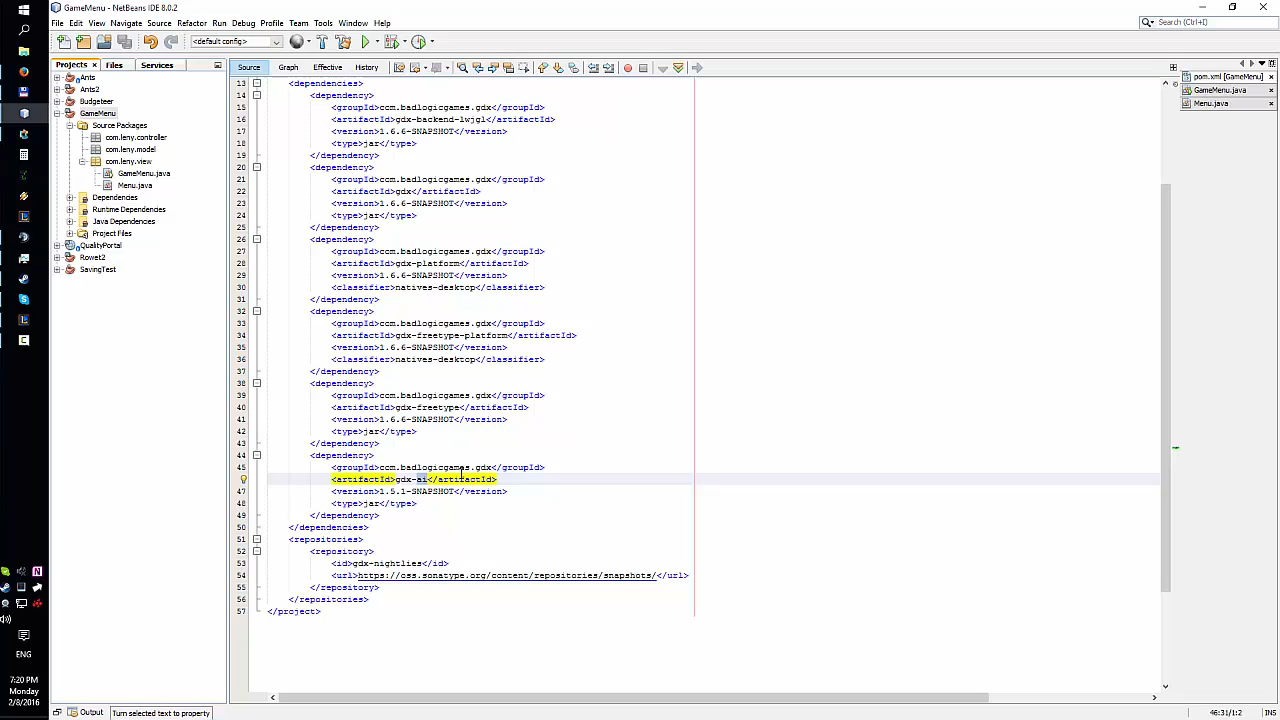 GameMenu - NetBeans IDE 8.0.2
File Edit View Navigate Source Refactor Run Debug Profile Team Tools Window Help
Search (Ctrl+I)
<default config>
Projects Files Services
Source Graph Effective History
pom.xml [GameMenu]
GameMenu.java
Menu.java
Ants
Ants2
Budgateer
GameMenu
Source Packages
com.leny.controller
com.leny.model
com.leny.view
GameMenu.java
Menu.java
Dependencies
Runtime Dependencies
Java Dependencies
Project Files
QualityPortal
Rowet2
SavingTest
13 <dependencies>
14 <dependency>
15 <groupId>com.badlogicgames.gdx</groupId>
16 <artifactId>gdx-backend-lwjgl</artifactId>
17 <version>1.6.6-SNAPSHOT</version>
18 <type>jar</type>
19 </dependency>
20 <dependency>
21 <groupId>com.badlogicgames.gdx</groupId>
22 <artifactId>gdx</artifactId>
23 <version>1.6.6-SNAPSHOT</version>
24 <type>jar</type>
25 </dependency>
26 <dependency>
27 <groupId>com.badlogicgames.gdx</groupId>
28 <artifactId>gdx-platform</artifactId>
29 <version>1.6.6-SNAPSHOT</version>
30 <classifier>natives-desktop</classifier>
31 </dependency>
32 <dependency>
33 <groupId>com.badlogicgames.gdx</groupId>
34 <artifactId>gdx-freetype-platform</artifactId>
35 <version>1.6.6-SNAPSHOT</version>
36 <classifier>natives-desktop</classifier>
37 </dependency>
38 <dependency>
39 <groupId>com.badlogicgames.gdx</groupId>
40 <artifactId>gdx-freetype</artifactId>
41 <version>1.6.6-SNAPSHOT</version>
42 <type>jar</type>
43 </dependency>
44 <dependency>
45 <groupId>com.badlogicgames.gdx</groupId>
<artifactId>gdx-ai</artifactId>
47 <version>1.5.1-SNAPSHOT</version>
48 <type>jar</type>
49 </dependency>
50 </dependencies>
51 <repositories>
52 <repository>
53 <id>gdx-nightlies</id>
54 <url>https://oss.sonatype.org/content/repositories/snapshots/</url>
55 </repository>
56 </repositories>
57 </project>
ENG
7:20 PM
Monday
2/8/2016
Output
Turn selected text to property
46:31/1:2 INS